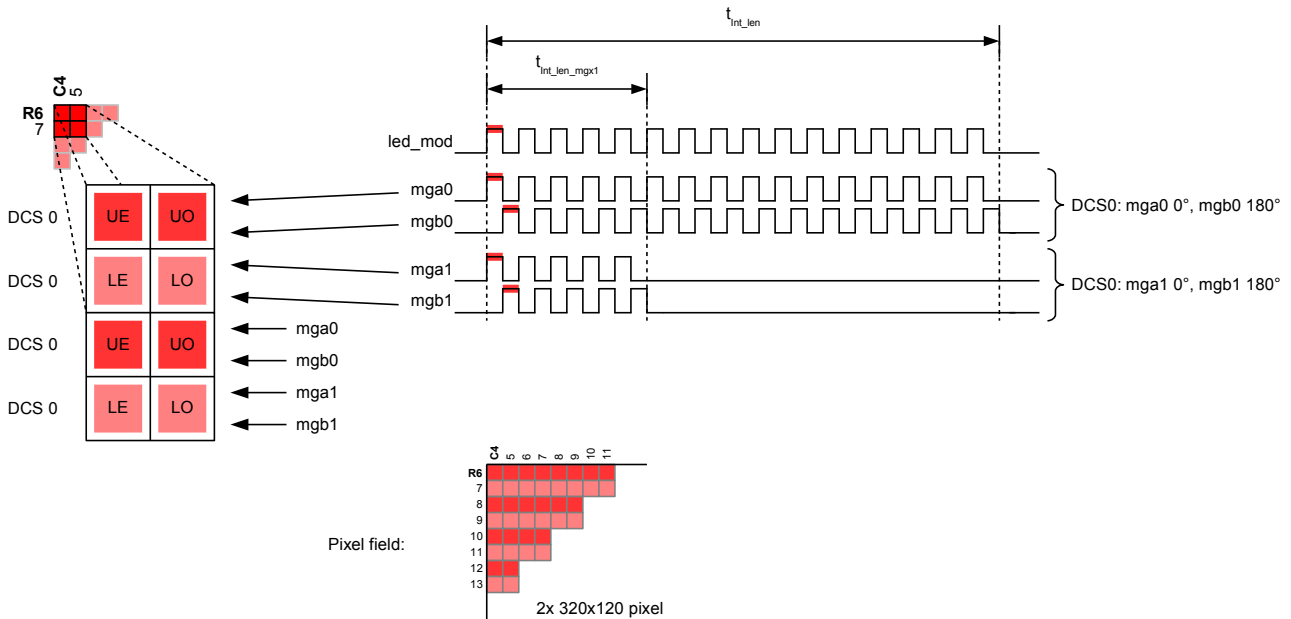 t Int_len
t Int_len_mgx1
C4
5
R6
7
led_mod
mga0
mgb0
DCS0: mga0 0°, mgb0 180°
mga1
mgb1
DCS0: mga1 0°, mgb1 180°
DCS 0 UE UO
DCS 0 LE LO
DCS 0 UE UO
mga0
mgb0
DCS 0 LE LO
mga1
mgb1
C4 5 6 7 8 9 10 11
R6
7
8
9
10
11
12
13
Pixel field:
2x 320x120 pixel